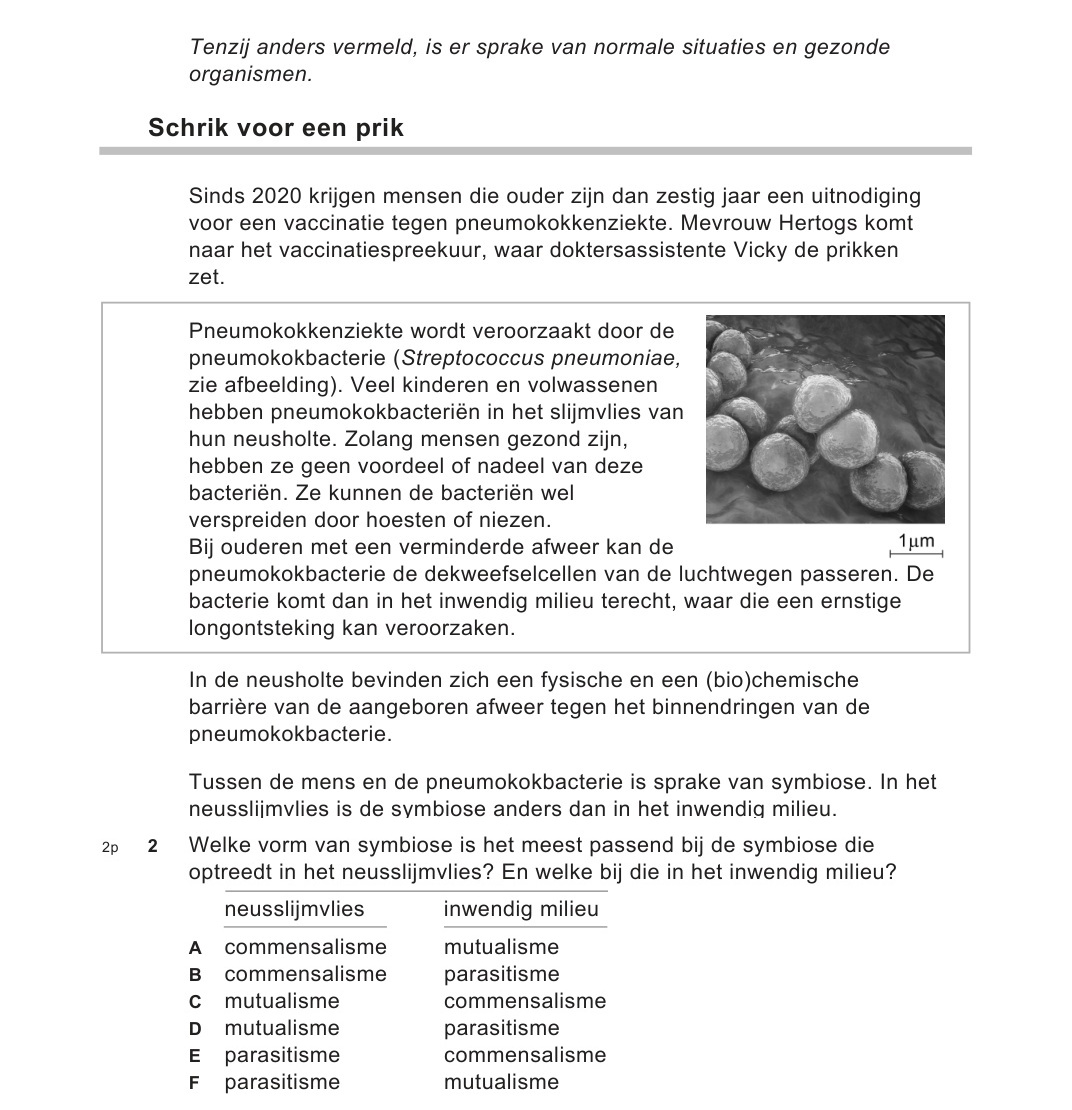 Tenzij anders vermeld, is er sprake van normale situaties en gezonde
organismen.
Schrik voor een prik
Sinds 2020 krijgen mensen die ouder zijn dan zestig jaar een uitnodiging
voor een vaccinatie tegen pneumokokkenziekte. Mevrouw Hertogs komt
naar het vaccinatiespreekuur, waar doktersassistente Vicky de prikken
zet.
Pneumokokkenziekte wordt veroorzaakt door de
pneumokokbacterie (Streptococcus pneumoniae,
zie afbeelding). Veel kinderen en volwassenen
hebben pneumokokbacteriën in het slijmvlies van
hun neusholte. Zolang mensen gezond zijn,
hebben ze geen voordeel of nadeel van deze
bacteriën. Ze kunnen de bacteriën wel
verspreiden door hoesten of niezen.
1µm
Bij ouderen met een verminderde afweer kan de
pneumokokbacterie de dekweefselcellen van de luchtwegen passeren. De
bacterie komt dan in het inwendig milieu terecht, waar die een ernstige
longontsteking kan veroorzaken.
In de neusholte bevinden zich een fysische en een (bio)chemische
barrière van de aangeboren afweer tegen het binnendringen van de
pneumokokbacterie.
Tussen de mens en de pneumokokbacterie is sprake van symbiose. In het
neusslijmvlies is de symbiose anders dan in het inwendig milieu.
2p 2 Welke vorm van symbiose is het meest passend bij de symbiose die
optreedt in het neusslijmvlies? En welke bij die in het inwendig milieu?
neusslijmvlies inwendig milieu
A commensalisme mutualisme
B commensalisme parasitisme
C mutualisme commensalisme
D mutualisme parasitisme
E parasitisme commensalisme
F parasitisme mutualisme